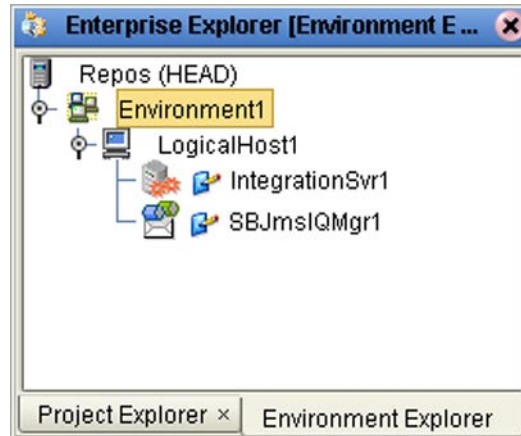 Enterprise Explorer [Environment E ...
Repos (HEAD)
Environment1
LogicalHost1
IntegrationSvr1
SBJmsIQMgr1
Project Explorer ×
Environment Explorer